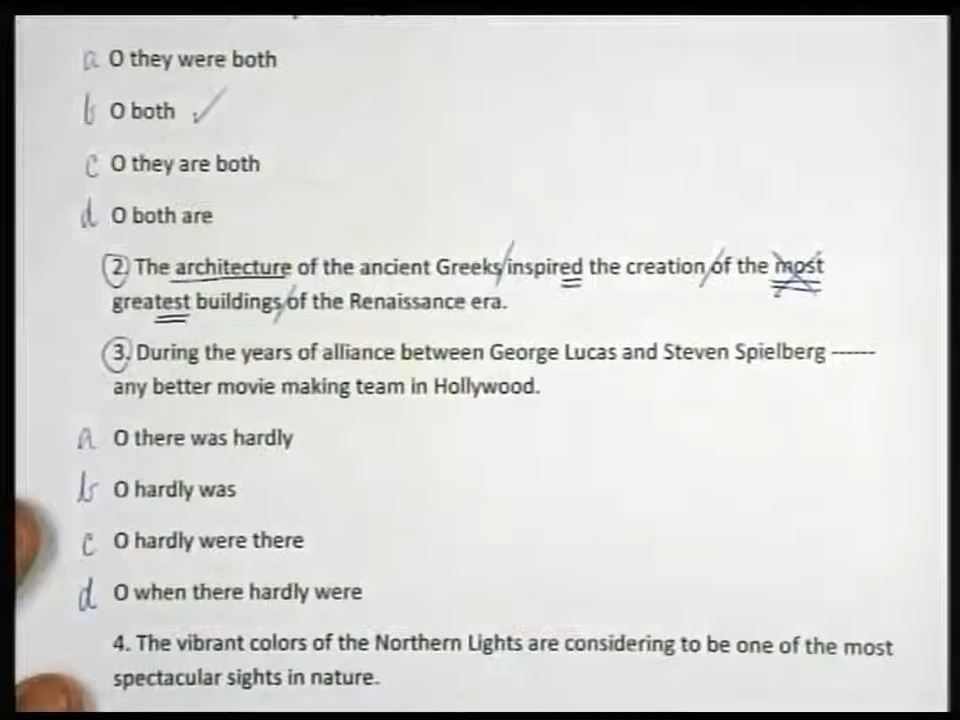 a O they were both
b O both ✓
c O they are both
d O both are
2. The architecture of the ancient Greeks/inspired the creation/of the most
greatest buildings/of the Renaissance era.
3. During the years of alliance between George Lucas and Steven Spielberg ------
any better movie making team in Hollywood.
a O there was hardly
b O hardly was
c O hardly were there
d O when there hardly were
4. The vibrant colors of the Northern Lights are considering to be one of the most
spectacular sights in nature.